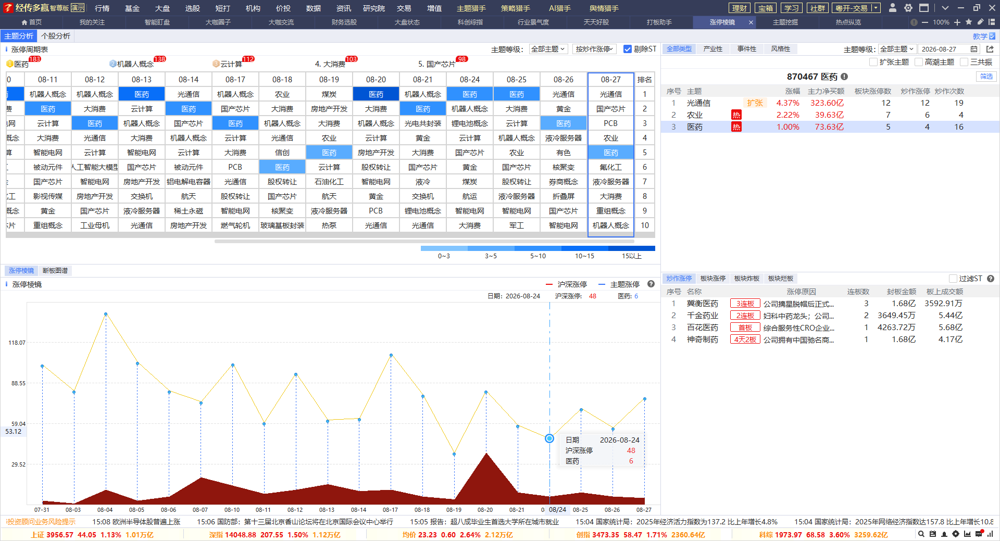 经传多赢 智尊版 演示 行情 基金 大盘 选股 短打 机构 价投 数据 资讯 研究院 交易 增值 主题猎手 策略猎手 AI猎手 舆情猎手 理财 宝箱 学习 社群 粤开-交易
首页 我的关注 智能盯盘 大咖圈子 大咖交流 财务选股 大盘状态 科创综指 行业景气度 天天好股 打板助手 涨停棱镜 × 主题挖掘 热点纵览 100%
主题分析 个股分析 教学
涨停周期表 主题等级: 全部主题 按炒作涨停 剔除ST
1 医药 183 2 机器人概念 138 3 云计算 112 4. 大消费 103 5. 国产芯片 98
0 08-11 08-12 08-13 08-14 08-17 08-18 08-19 08-20 08-21 08-24 08-25 08-26 08-27 排名
机器人概念 机器人概念 医药 光通信 机器人概念 农业 煤炭 医药 机器人概念 医药 医药 光通信 光通信 1
费 医药 大消费 云计算 医药 国产芯片 大消费 房地产开发 大消费 医药 机器人概念 大消费 黄金 国产芯片 2
网 云计算 医药 机器人概念 国产芯片 医药 机器人概念 大消费 机器人概念 光电共封装 锂电池概念 云计算 医药 PCB 3
概念 大消费 光通信 大消费 机器人概念 云计算 光通信 农业 云计算 黄金 云计算 机器人概念 液冷服务器 农业 4
算 智能电网 云计算 智能电网 云计算 大消费 信创 医药 房地产开发 大消费 国产芯片 农业 有色 医药 5
被动元件 人工智能大模型 国产芯片 被动元件 PCB 医药 云计算 股权转让 国产芯片 黄金 国产芯片 核聚变 氟化工 6
国产芯片 智能电网 房地产开发 铝电解电容器 光通信 股权转让 石油化工 智能电网 液冷 煤炭 股权转让 券商概念 液冷服务器 7
工 影视传媒 房地产开发 交换机 航天 股权转让 国产芯片 航天 黄金 交换机 航运 液冷服务器 折叠屏 大消费 8
概念 黄金 国产芯片 液冷服务器 稀土永磁 智能电网 核聚变 液冷服务器 PCB 锂电池概念 智能电网 智能电网 国产芯片 重组概念 9
片 重组概念 工业母机 光通信 房地产开发 燃气轮机 玻璃基板封装 热泵 光通信 光通信 大消费 军工 智能电网 机器人概念 10
0~3 3~5 5~10 10~15 15以上
涨停棱镜 断板图谱
涨停棱镜 沪深涨停 主题涨停
日期: 2026-08-24 沪深涨停: 48 医药: 6
118.07
88.55
59.04
53.12
29.52
日期 2026-08-24
沪深涨停 48
医药 6
07-31 08-03 08-04 08-05 08-06 08-07 08-10 08-11 08-12 08-13 08-14 08-17 08-18 08-19 08-20 08-21 0 08/24 08-25 08-26 08-27
全部类型 产业性 事件性 风格性 主题等级: 全部主题 2026-08-27
扩张主题 高潮主题 三共振
870467 医药 筛选
序号 主题 涨幅 主力净买额 板块涨停数 炒作涨停 炒作次数
1 光通信 扩张 4.37% 323.60亿 12 12 19
2 农业 热 2.22% 39.63亿 7 6 4
3 医药 热 1.00% 73.63亿 5 4 16
炒作涨停 板块涨停 板块炸板 板块烂板 过滤ST
序号 名称 涨停原因 连板数 封板金额 板上成交额
1 冀衡医药 3连板 公司摘星脱帽后正式... 3 1.68亿 3592.91万
2 千金药业 2连板 妇科中药龙头；公司... 2 3649.45万 5.44亿
3 百花医药 首板 综合服务性CRO企业... 1 4263.72万 5.68亿
4 神奇制药 4天2板 公司拥有中国驰名商... 1 1.68亿 4.17亿
投资顾问业务风险提示 15:08 欧洲半导体股普遍上涨 15:06 国防部：第十三届北京香山论坛将在北京国际会议中心举行 15:05 报告：超八成毕业生首选大学所在城市就业 15:04 国家统计局：2025年经济活力指数为137.2 比上年增长4.8% 15:04 国家统计局：2025年网络经济指数达157.8 比上年增长10.8
上证 3956.57 44.05 1.13% 1.01万亿 深指 14048.88 207.55 1.50% 1.12万亿 均价 23.23 0.60 2.64% 2.12万亿 创指 3473.35 58.47 1.71% 2360.64亿 科综 1973.97 68.58 3.60% 3259.62亿